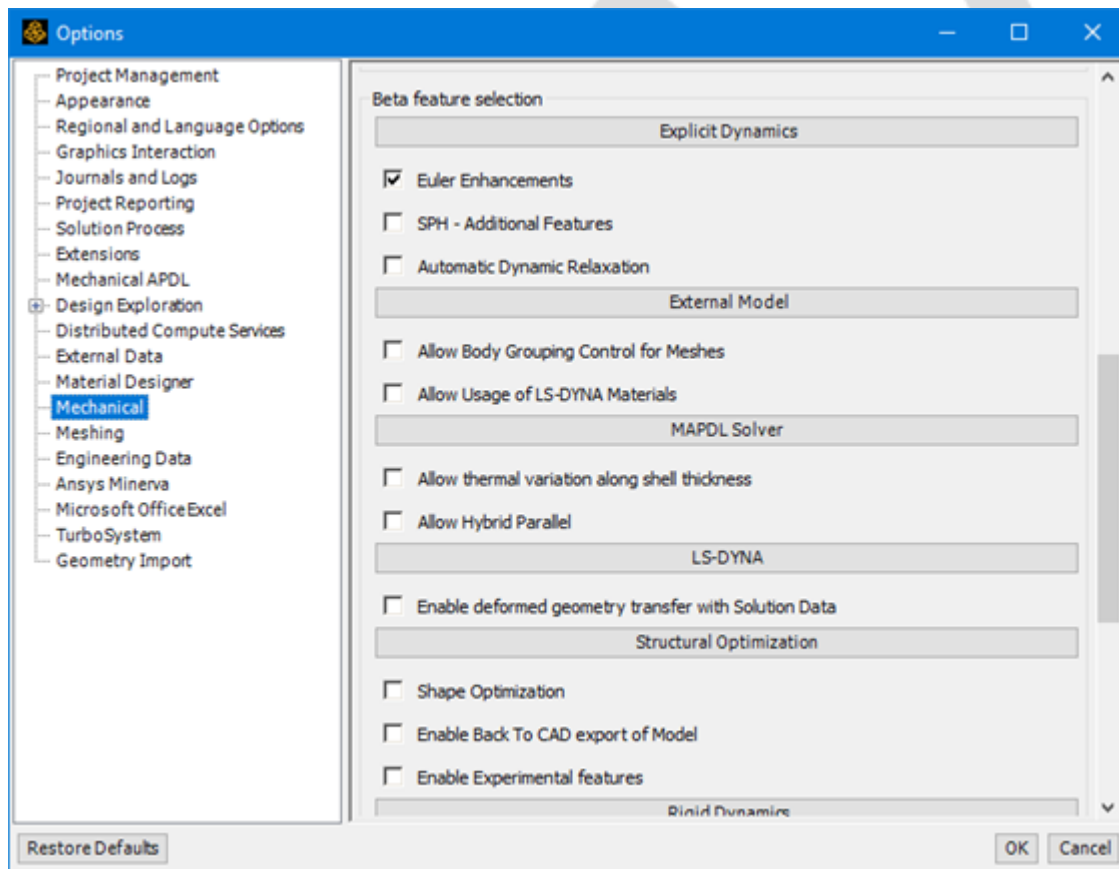 Options
Project Management
Appearance
Regional and Language Options
Graphics Interaction
Journals and Logs
Project Reporting
Solution Process
Extensions
Mechanical APDL
Design Exploration
Distributed Compute Services
External Data
Material Designer
Mechanical
Meshing
Engineering Data
Ansys Minerva
Microsoft Office Excel
TurboSystem
Geometry Import
Beta feature selection
Explicit Dynamics
Euler Enhancements
SPH - Additional Features
Automatic Dynamic Relaxation
External Model
Allow Body Grouping Control for Meshes
Allow Usage of LS-DYNA Materials
MAPDL Solver
Allow thermal variation along shell thickness
Allow Hybrid Parallel
LS-DYNA
Enable deformed geometry transfer with Solution Data
Structural Optimization
Shape Optimization
Enable Back To CAD export of Model
Enable Experimental features
Rigid Dynamics
Restore Defaults
OK
Cancel